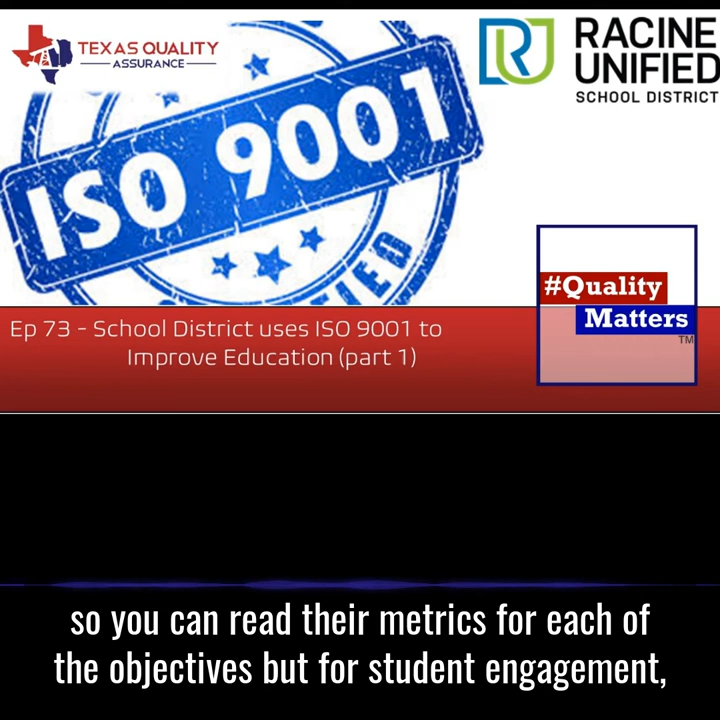 TEXAS QUALITY
ASSURANCE
RACINE
UNIFIED
SCHOOL DISTRICT
ISO 9001
#Quality
Matters
TM
Ep 73 - School District uses ISO 9001 to
Improve Education (part 1)
so you can read their metrics for each of
the objectives but for student engagement,